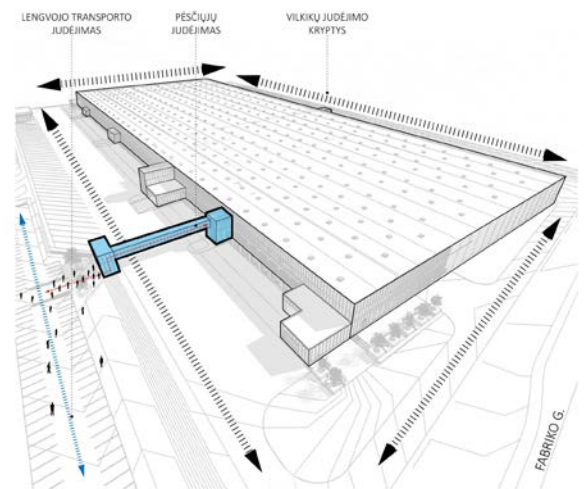 LENGVOJO TRANSPORTO
JUDĖJIMAS
PĖSČIŲJŲ
JUDĖJIMAS
VILKIKŲ JUDĖJIMO
KRYPTYS
FABRIKO G.